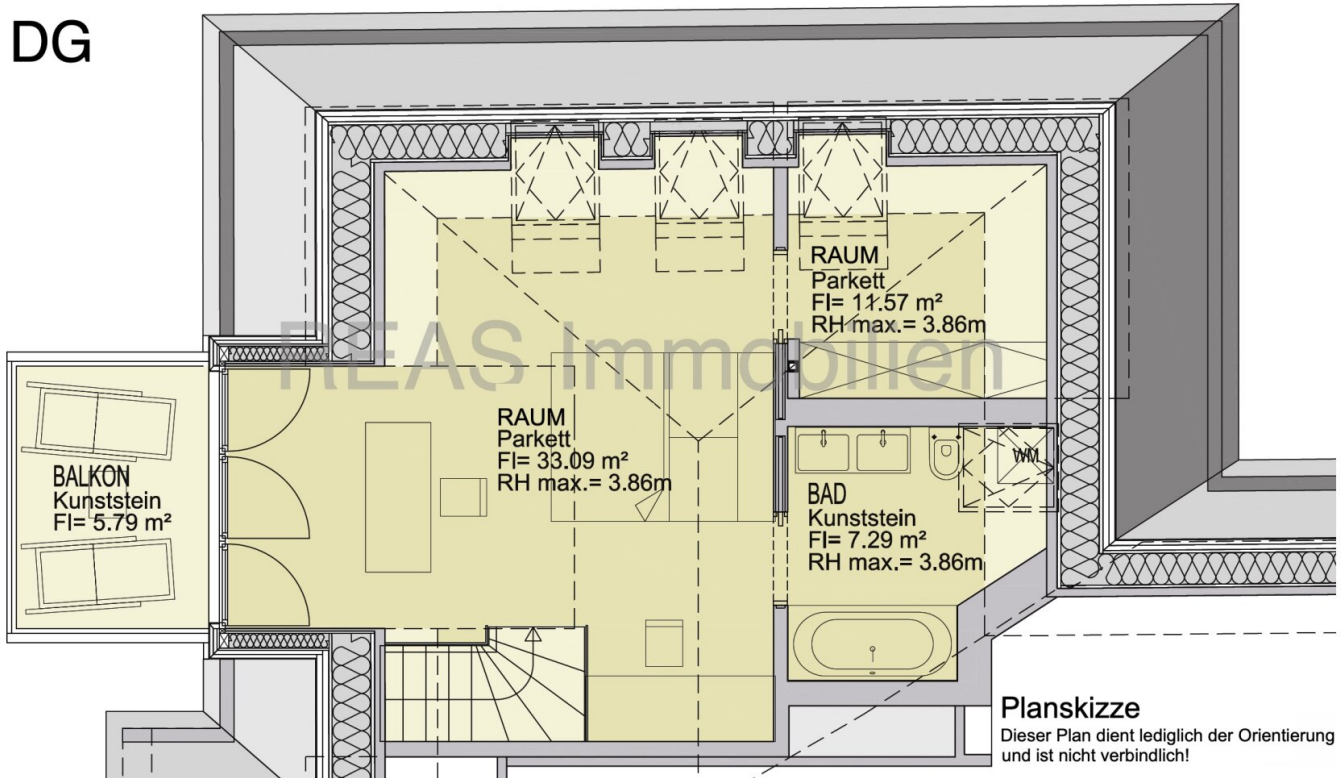 DG
RAUM
Parkett
Fl= 11.57 m²
RH max.= 3.86m
REAS Immobilien
RAUM
Parkett
Fl= 33.09 m²
RH max.= 3.86m
BALKON
Kunststein
Fl= 5.79 m²
WM
BAD
Kunststein
Fl= 7.29 m²
RH max.= 3.86m
Planskizze
Dieser Plan dient lediglich der Orientierung
und ist nicht verbindlich!